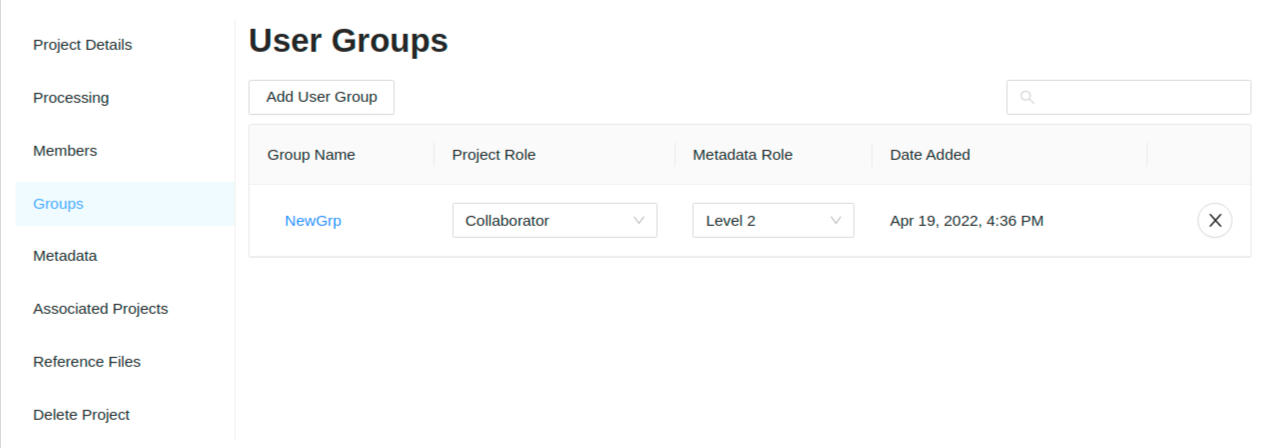 Project Details
Processing
Members
Groups
Metadata
Associated Projects
Reference Files
Delete Project
User Groups
Add User Group
Group Name Project Role Metadata Role Date Added
NewGrp Collaborator Level 2 Apr 19, 2022, 4:36 PM